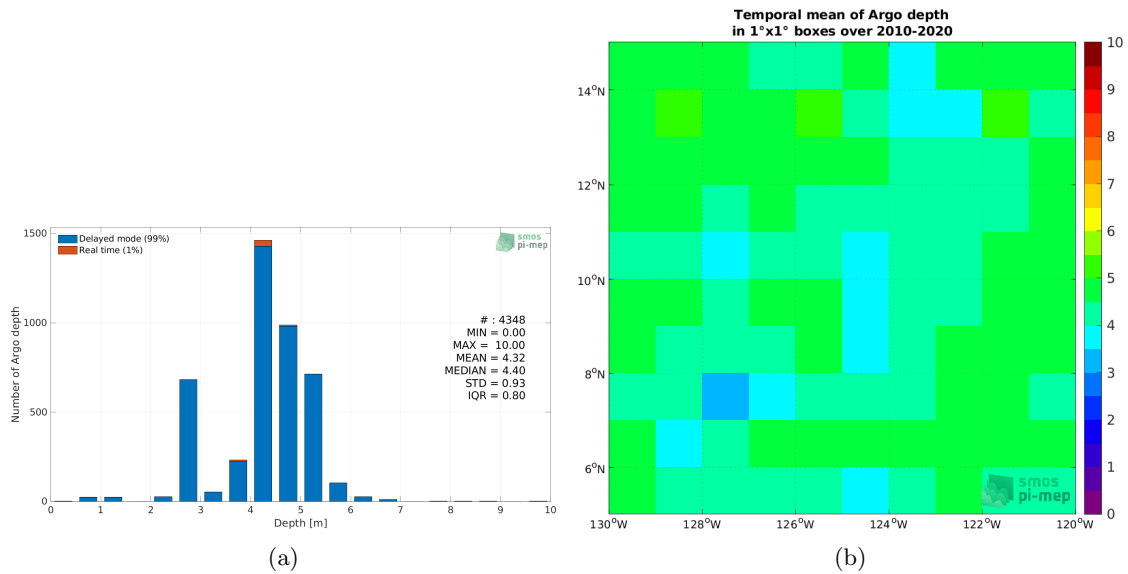 Delayed mode (99%)
Real time (1%)
smos
pi-mep
# : 4348
MIN = 0.00
MAX = 10.00
MEAN = 4.32
MEDIAN = 4.40
STD = 0.93
IQR = 0.80
Number of Argo depth
1500
1000
500
0
0 1 2 3 4 5 6 7 8 9 10
Depth [m]
(a)
Temporal mean of Argo depth
in 1°x1° boxes over 2010-2020
14°N
12°N
10°N
8°N
6°N
130°W 128°W 126°W 124°W 122°W 120°W
smos
pi-mep
10
9
8
7
6
5
4
3
2
1
0
(b)